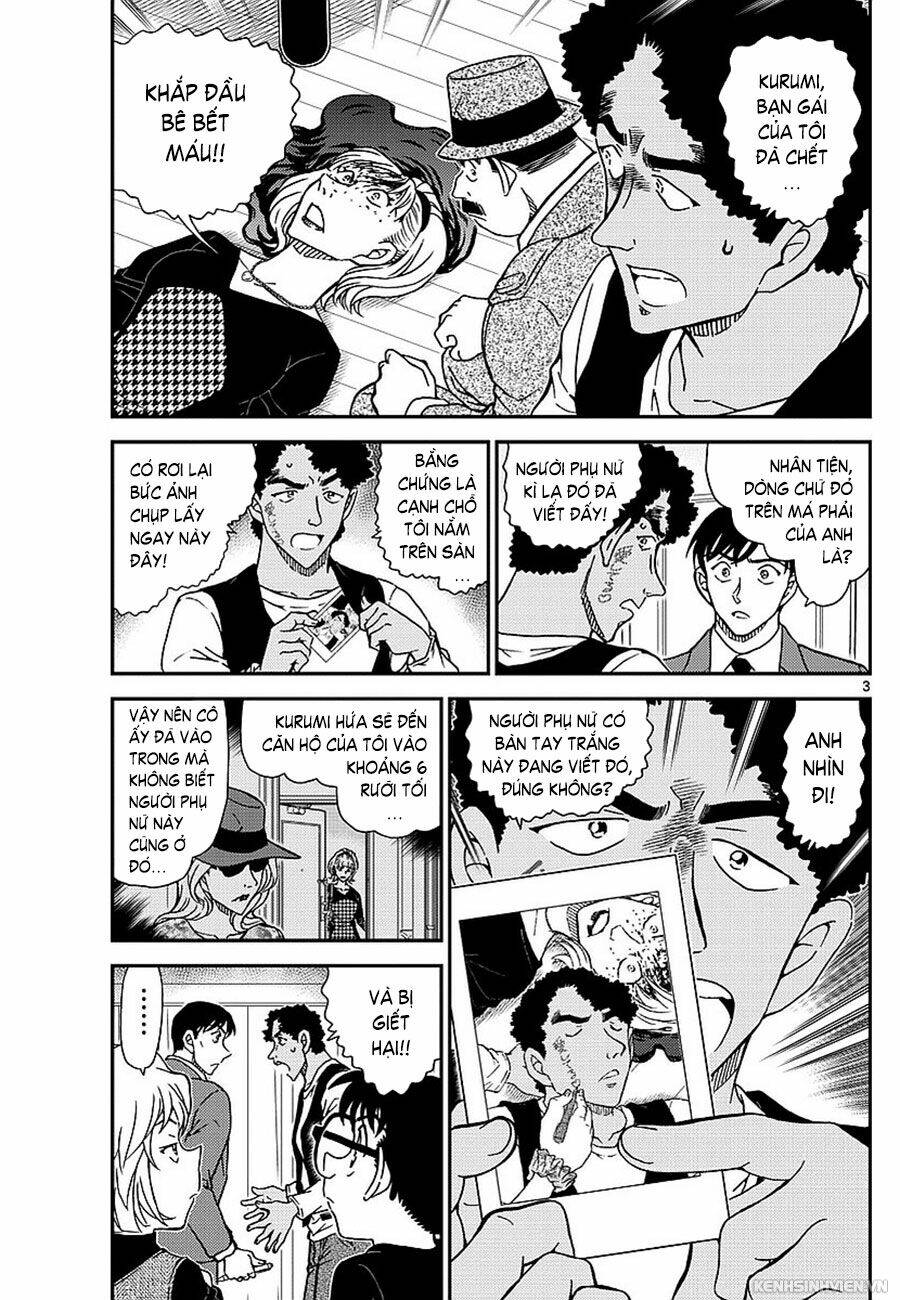 KURUMI,
BẠN GÁI
CỦA TÔI
ĐÃ CHẾT
...
KHẮP ĐẦU
BÊ BẾT
MÁU!!
NHÂN TIỆN,
DÒNG CHỮ ĐÓ
TRÊN MÁ PHẢI
CỦA ANH
LÀ?
NGƯỜI PHỤ NỮ
KÌ LẠ ĐÓ ĐÃ
VIẾT ĐẤY!
BẰNG
CHỨNG LÀ
CẠNH CHỖ
TÔI NẰM
TRÊN SÀN
...
CÓ RƠI LẠI
BỨC ẢNH
CHỤP LẤY
NGAY NÀY
ĐÂY!
3
ANH
NHÌN
ĐI!
NGƯỜI PHỤ NỮ CÓ
BÀN TAY TRẮNG
NÀY ĐANG VIẾT ĐÓ,
ĐÚNG KHÔNG?
KURUMI HỨA SẼ ĐẾN
CĂN HỘ CỦA TÔI VÀO
KHOẢNG 6
RƯỠI TỐI
...
VẬY NÊN CÔ
ẤY ĐÃ VÀO
TRONG MÀ
KHÔNG BIẾT
NGƯỜI PHỤ
NỮ NÀY
CŨNG Ở
ĐÓ...
VÀ BỊ
GIẾT
HẠI!!
....
KENHSINHVIEN.VN